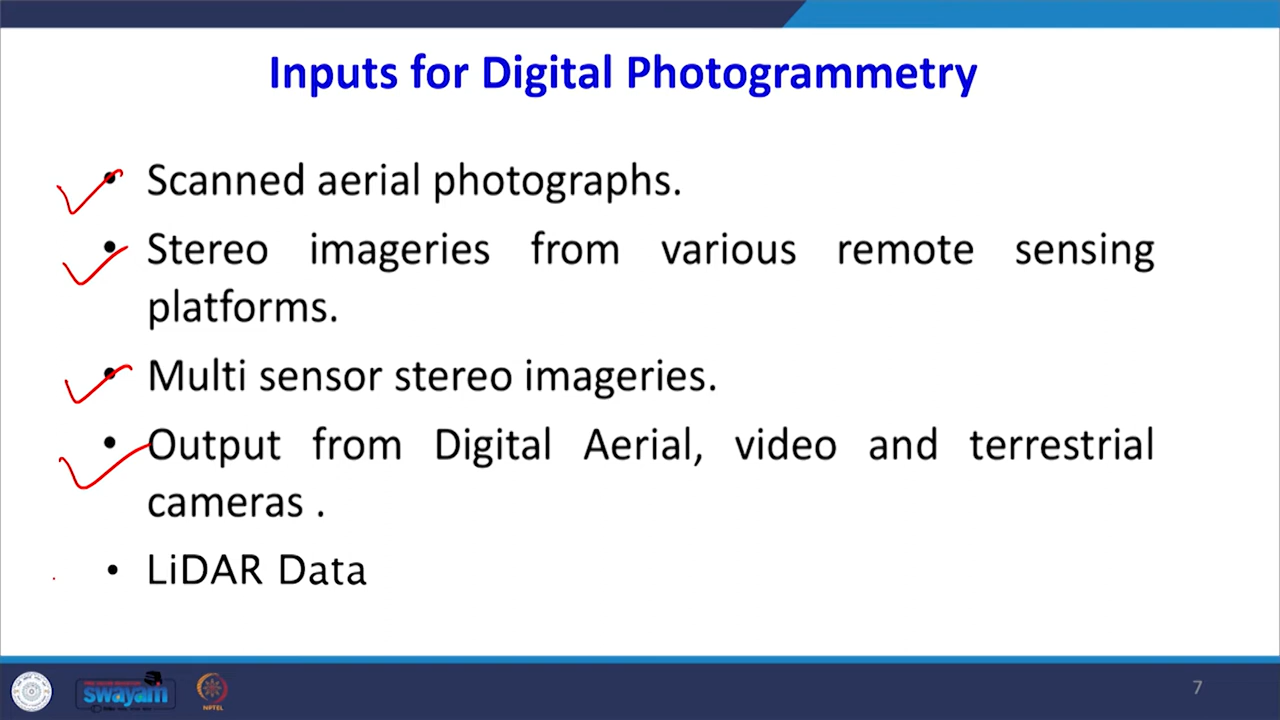 Inputs for Digital Photogrammetry
• Scanned aerial photographs.
• Stereo imageries from various remote sensing
platforms.
• Multi sensor stereo imageries.
• Output from Digital Aerial, video and terrestrial
cameras .
• LiDAR Data
swayam
NPTEL
7